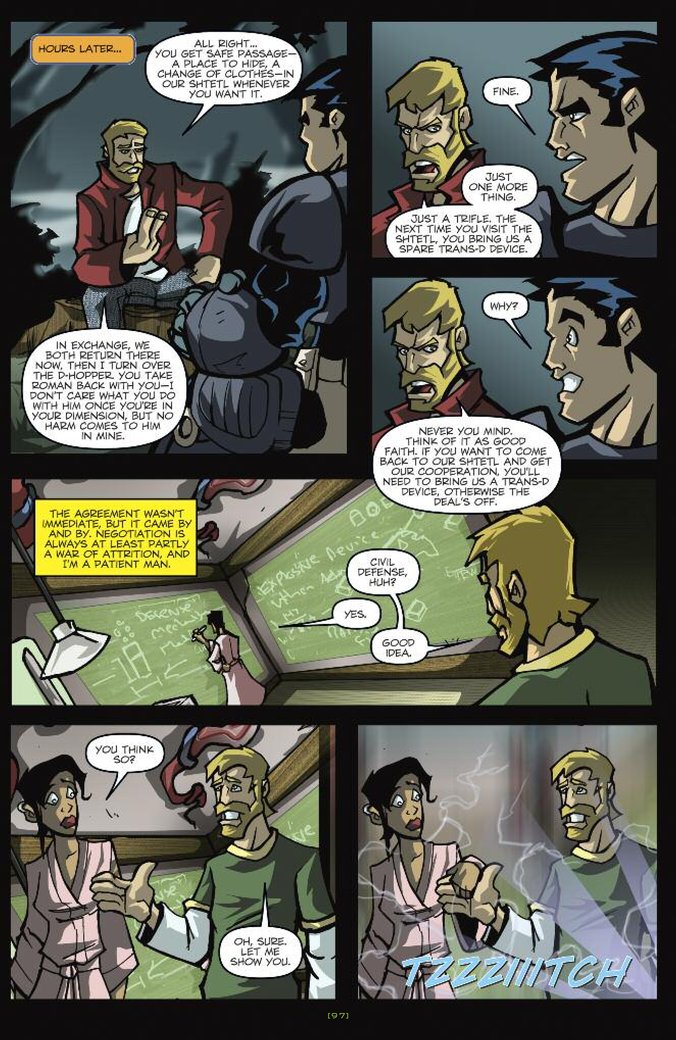 HOURS LATER...
ALL RIGHT...
YOU GET SAFE PASSAGE—
A PLACE TO HIDE, A
CHANGE OF CLOTHES—IN
OUR SHTETL WHENEVER
YOU WANT IT.
IN EXCHANGE, WE
BOTH RETURN THERE
NOW, THEN I TURN OVER
THE D-HOPPER. YOU TAKE
ROMAN BACK WITH YOU—I
DON'T CARE WHAT YOU DO
WITH HIM ONCE YOU'RE IN
YOUR DIMENSION, BUT NO
HARM COMES TO HIM
IN MINE.
FINE.
JUST
ONE MORE
THING.
JUST A TRIFLE. THE
NEXT TIME YOU VISIT THE
SHTETL, YOU BRING US A
SPARE TRANS-D DEVICE.
WHY?
NEVER YOU MIND.
THINK OF IT AS GOOD
FAITH. IF YOU WANT TO COME
BACK TO OUR SHTETL AND GET
OUR COOPERATION, YOU'LL
NEED TO BRING US A TRANS-D
DEVICE, OTHERWISE THE
DEAL'S OFF.
THE AGREEMENT WASN'T
IMMEDIATE, BUT IT CAME BY
AND BY. NEGOTIATION IS
ALWAYS AT LEAST PARTLY
A WAR OF ATTRITION, AND
I'M A PATIENT MAN.
CIVIL
DEFENSE,
HUH?
YES.
GOOD
IDEA.
Defense
Explosive Device
YOU THINK
SO?
OH, SURE.
LET ME
SHOW YOU.
TZZZIIITCH
[97]